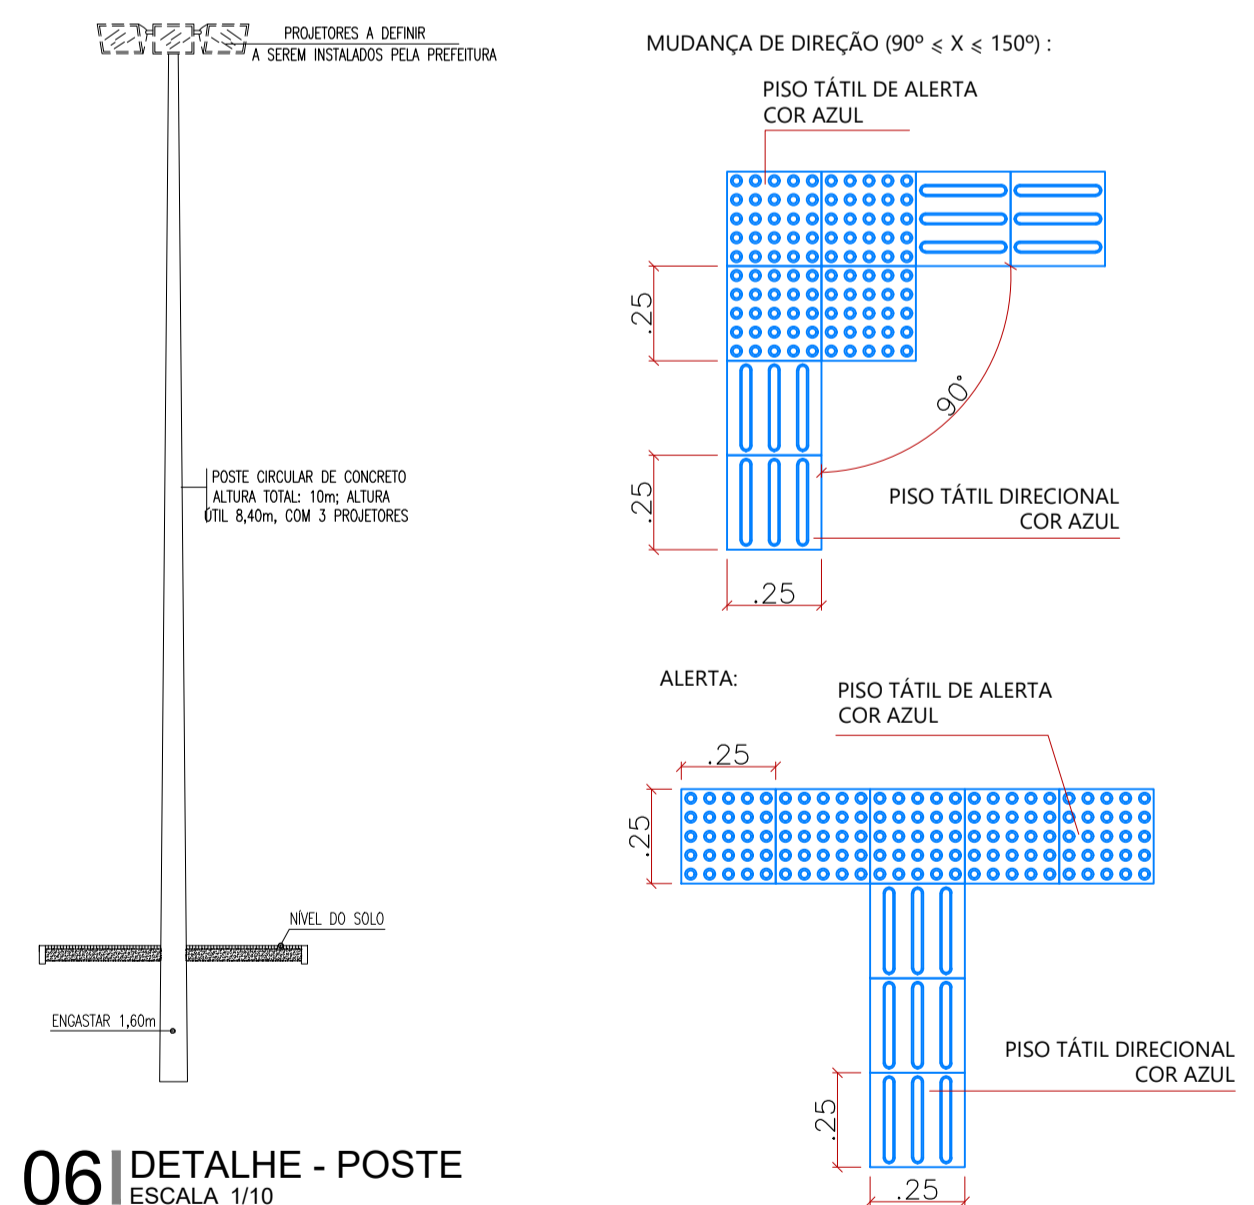 PROJETORES A DEFINIR
A SEREM INSTALADOS PELA PREFEITURA
POSTE CIRCULAR DE CONCRETO
ALTURA TOTAL: 10m; ALTURA
ÚTIL 8,40m, COM 3 PROJETORES
NÍVEL DO SOLO
ENGASTAR 1,60m
06
DETALHE - POSTE
ESCALA 1/10
MUDANÇA DE DIREÇÃO (90º ≤ X ≤ 150º) :
PISO TÁTIL DE ALERTA
COR AZUL
.25
90°
.25
PISO TÁTIL DIRECIONAL
COR AZUL
.25
ALERTA:
PISO TÁTIL DE ALERTA
COR AZUL
.25
.25
PISO TÁTIL DIRECIONAL
COR AZUL
.25
.25